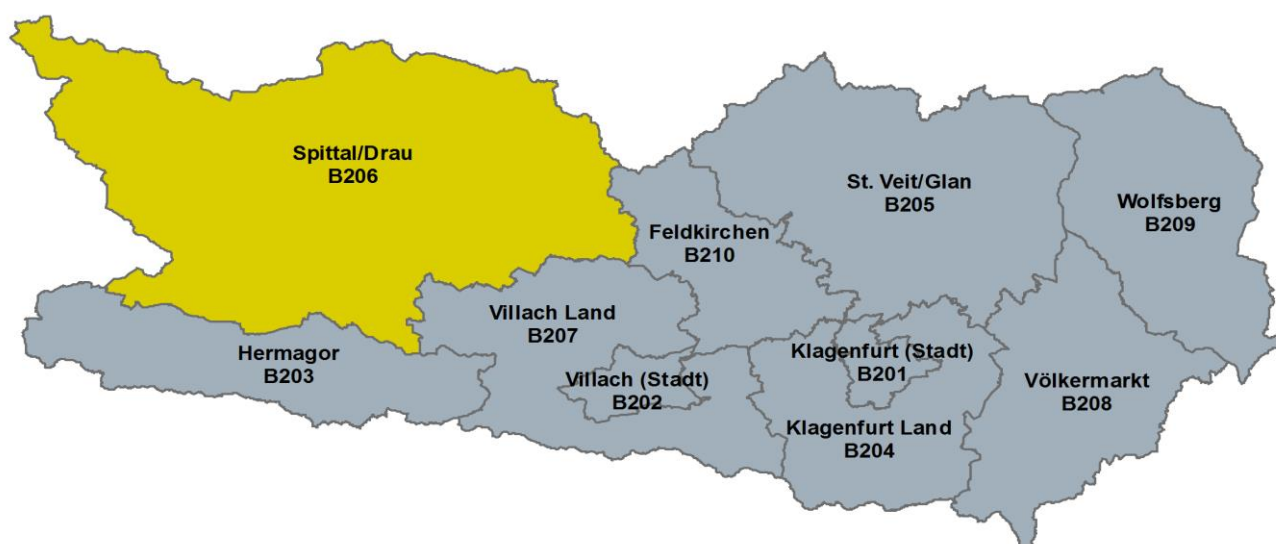 Spittal/Drau
B206
St. Veit/Glan
B205
Wolfsberg
B209
Feldkirchen
B210
Villach Land
B207
Hermagor
B203
Klagenfurt (Stadt)
B201
Villach (Stadt)
B202
Völkermarkt
B208
Klagenfurt Land
B204